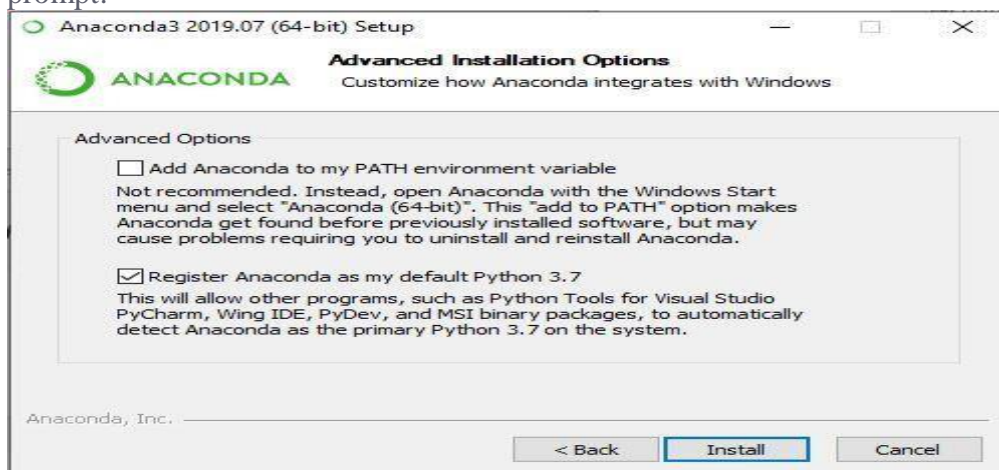 prompt.
Anaconda3 2019.07 (64-bit) Setup
ANACONDA
Advanced Installation Options
Customize how Anaconda integrates with Windows
Advanced Options
Add Anaconda to my PATH environment variable
Not recommended. Instead, open Anaconda with the Windows Start
menu and select "Anaconda (64-bit)". This "add to PATH" option makes
Anaconda get found before previously installed software, but may
cause problems requiring you to uninstall and reinstall Anaconda.
Register Anaconda as my default Python 3.7
This will allow other programs, such as Python Tools for Visual Studio
PyCharm, Wing IDE, PyDev, and MSI binary packages, to automatically
detect Anaconda as the primary Python 3.7 on the system.
Anaconda, Inc.
< Back Install Cancel